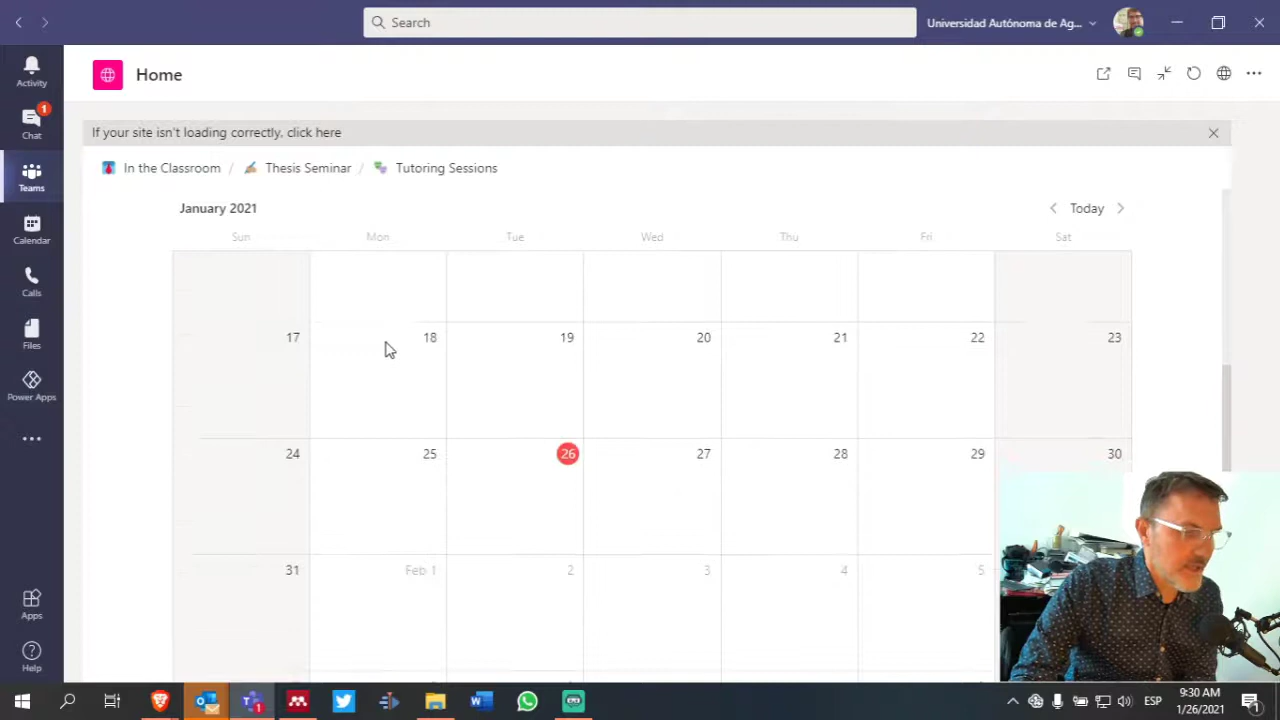 Search
Universidad Autónoma de Ag...
Activity
Home
1
Chat
If your site isn't loading correctly, click here
In the Classroom / Thesis Seminar / Tutoring Sessions
Teams
January 2021
Today
Calendar
Sun Mon Tue Wed Thu Fri Sat
Calls
Files
17 18 19 20 21 22 23
Power Apps
24 25 26 27 28 29 30
31 Feb 1 2 3 4 5
Apps
Help
1
ESP
9:30 AM
1/26/2021
1